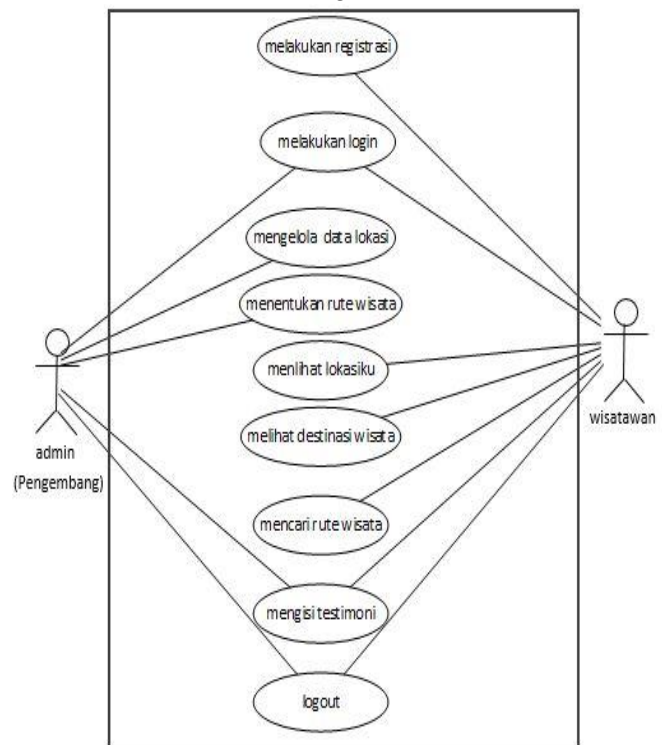 melakukan registrasi
melakukan login
mengelola data lokasi
menentukan rute wisata
menlihat lokasiku
melihat destinasi wisata
mencari rute wisata
mengisi testimoni
logout
admin
(Pengembang)
wisatawan